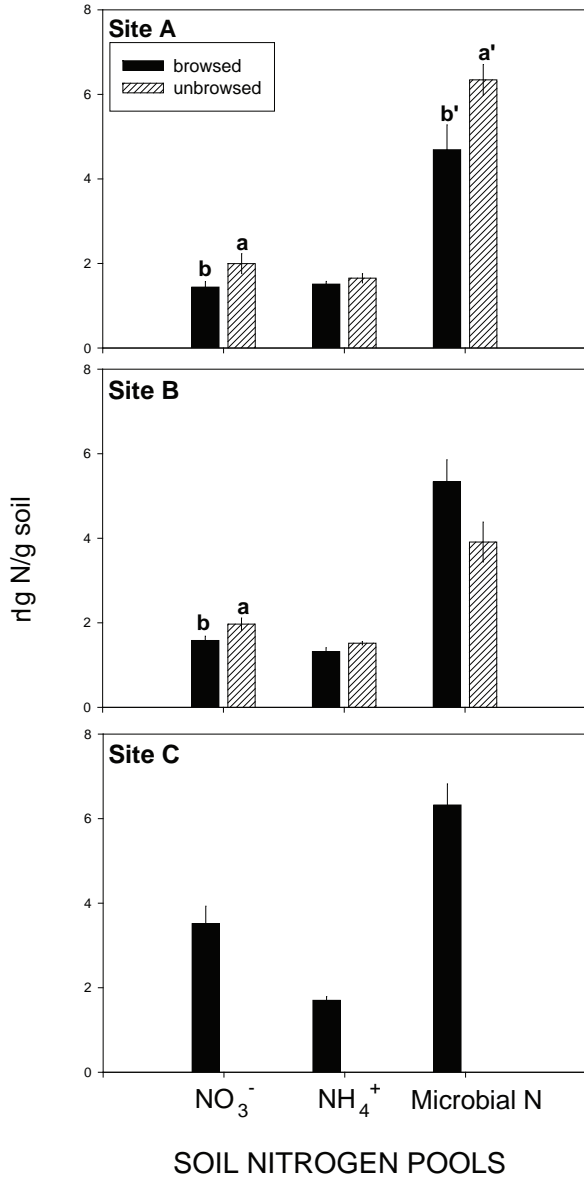 Site A
browsed
unbrowsed
8
6
4
2
0
b
a
b'
a'
Site B
8
6
4
2
0
b
a
Site C
8
6
4
2
0
N/g soil
NO₃⁻
NH₄⁺
Microbial N
SOIL NITROGEN POOLS